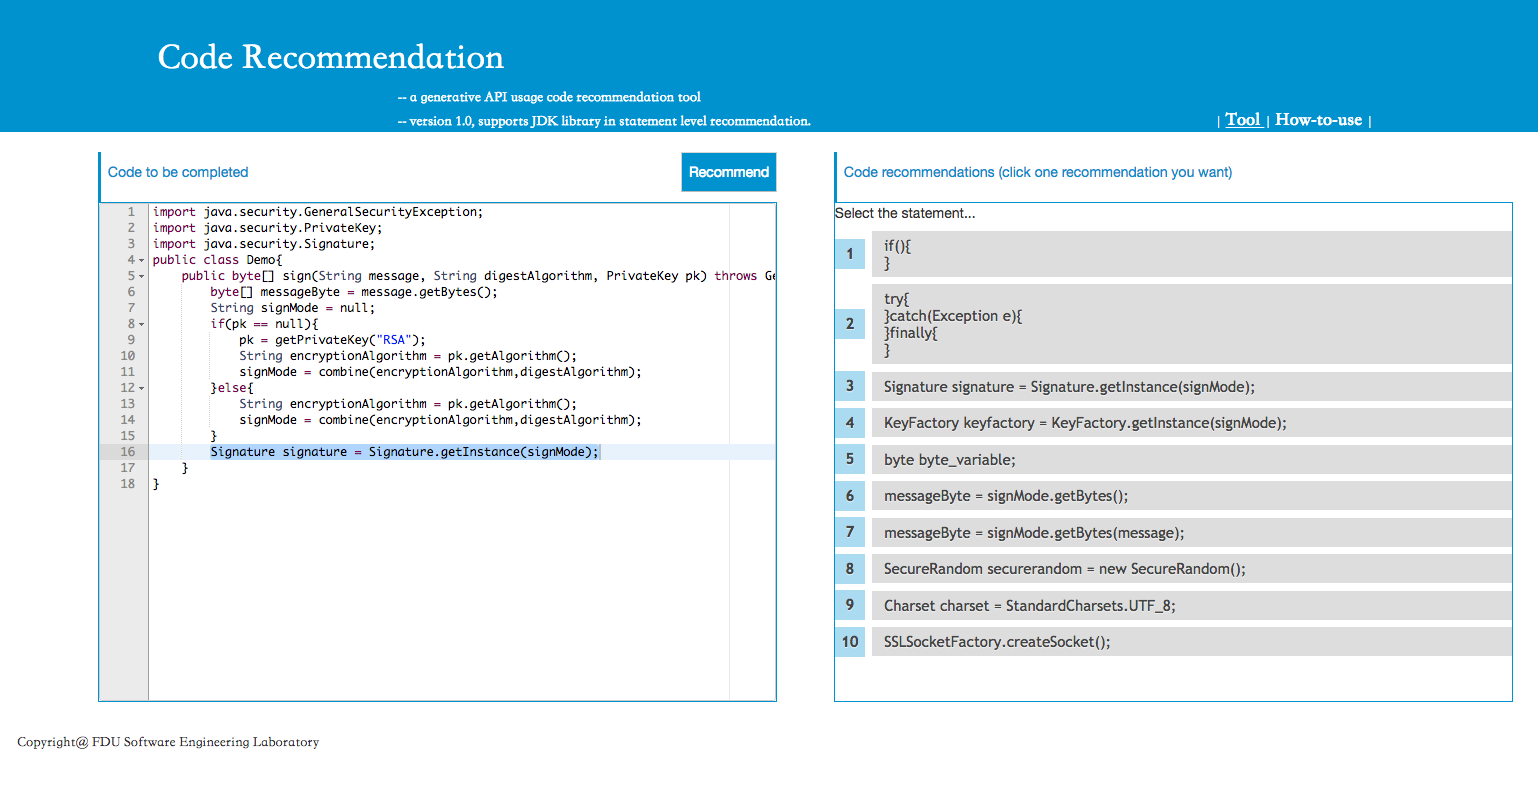 Code Recommendation
-- a generative API usage code recommendation tool
-- version 1.0, supports JDK library in statement level recommendation.
| Tool | How-to-use |
Code to be completed
Recommend
1 import java.security.GeneralSecurityException;
2 import java.security.PrivateKey;
3 import java.security.Signature;
4 public class Demo{
5 public byte[] sign(String message, String digestAlgorithm, PrivateKey pk) throws Ge
6 byte[] messageByte = message.getBytes();
7 String signMode = null;
8 if(pk == null){
9 pk = getPrivateKey("RSA");
10 String encryptionAlgorithm = pk.getAlgorithm();
11 signMode = combine(encryptionAlgorithm,digestAlgorithm);
12 }else{
13 String encryptionAlgorithm = pk.getAlgorithm();
14 signMode = combine(encryptionAlgorithm,digestAlgorithm);
15 }
16 Signature signature = Signature.getInstance(signMode);
17 }
18 }
Code recommendations (click one recommendation you want)
Select the statement...
1 if(){
}
try{
2 }catch(Exception e){
}finally{
}
3 Signature signature = Signature.getInstance(signMode);
4 KeyFactory keyfactory = KeyFactory.getInstance(signMode);
5 byte byte_variable;
6 messageByte = signMode.getBytes();
7 messageByte = signMode.getBytes(message);
8 SecureRandom securerandom = new SecureRandom();
9 Charset charset = StandardCharsets.UTF_8;
10 SSLSocketFactory.createSocket();
Copyright@ FDU Software Engineering Laboratory